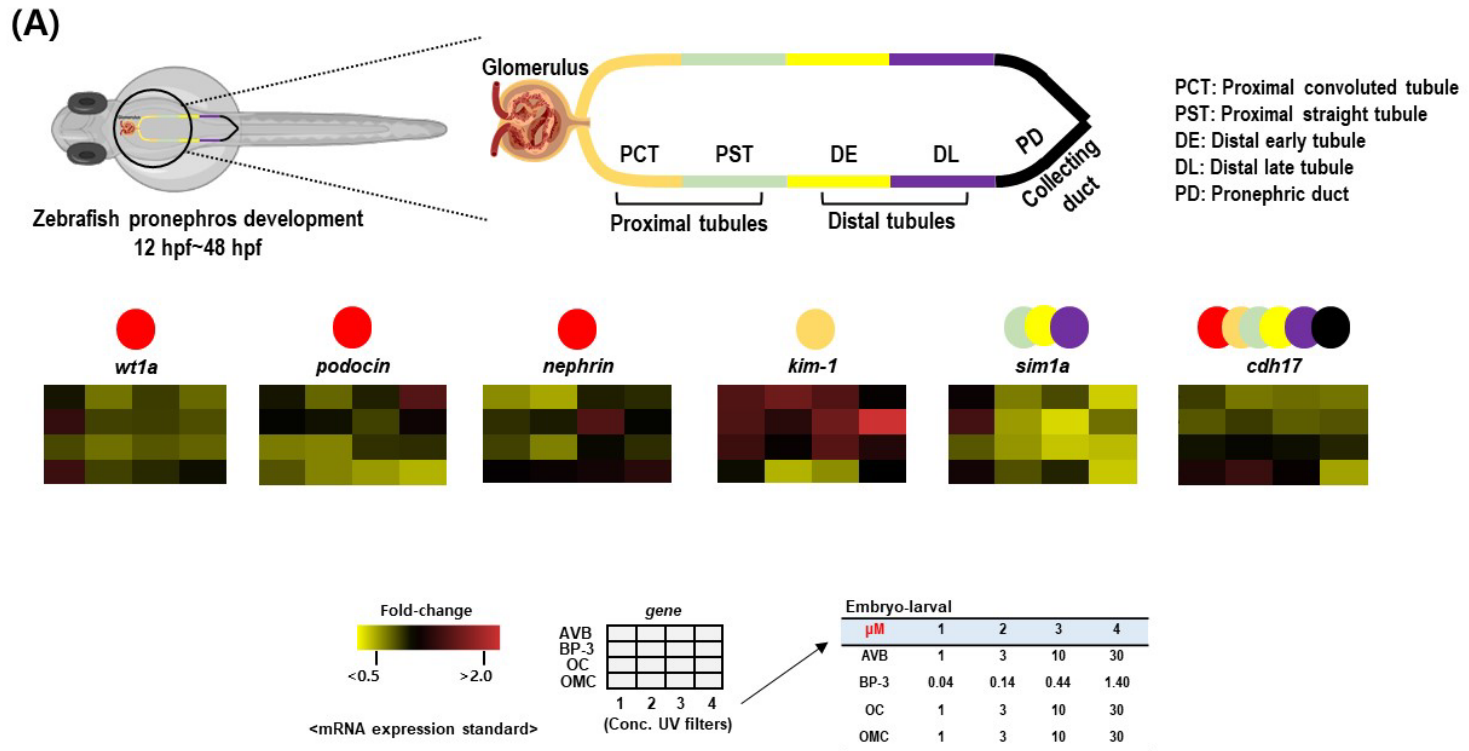 (A)
Glomerulus
Glomerulus
PCT
PST
DE
DL
PD
Collecting
duct
Proximal tubules
Distal tubules
PCT: Proximal convoluted tubule
PST: Proximal straight tubule
DE: Distal early tubule
DL: Distal late tubule
PD: Pronephric duct
Zebrafish pronephros development
12 hpf~48 hpf
wt1a
podocin
nephrin
kim-1
sim1a
cdh17
Fold-change
<0.5
>2.0
<mRNA expression standard>
gene
AVB
BP-3
OC
OMC
1 2 3 4
(Conc. UV filters)
Embryo-larval
μM 1 2 3 4
AVB 1 3 10 30
BP-3 0.04 0.14 0.44 1.40
OC 1 3 10 30
OMC 1 3 10 30